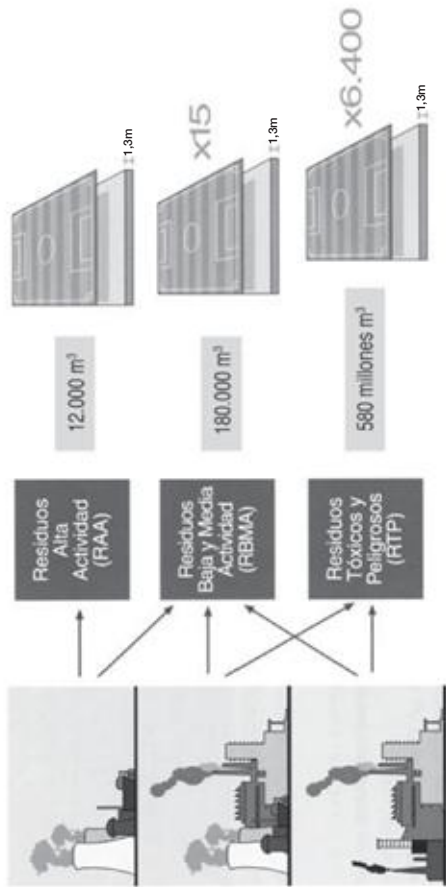 Residuos
Alta
Actividad
(RAA)
12.000 m³
1,3m
Residuos
Baja y Media
Actividad
(RBMA)
180.000 m³
x15
1,3m
Residuos
Tóxicos y
Peligrosos
(RTP)
580 millones m³
x6.400
1,3m